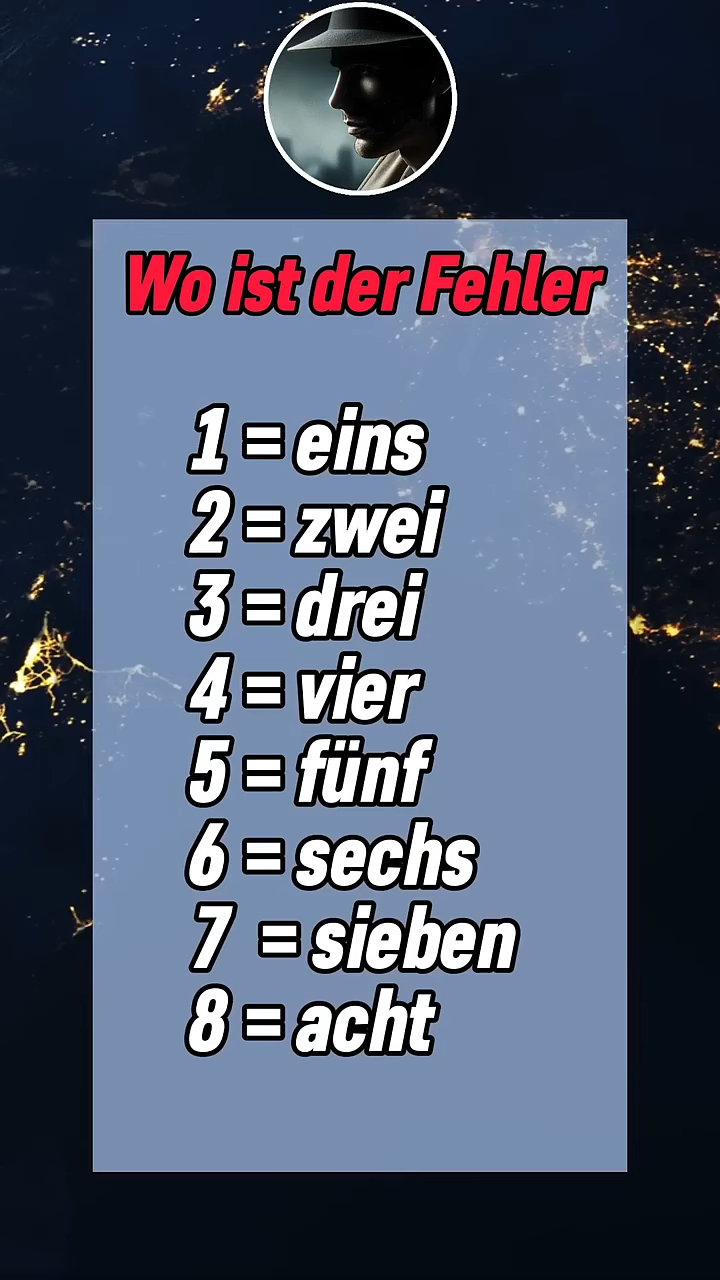 Wo ist der Fehler
1 = eins
2 = zwei
3 = drei
4 = vier
5 = fünf
6 = sechs
7 = sieben
8 = acht